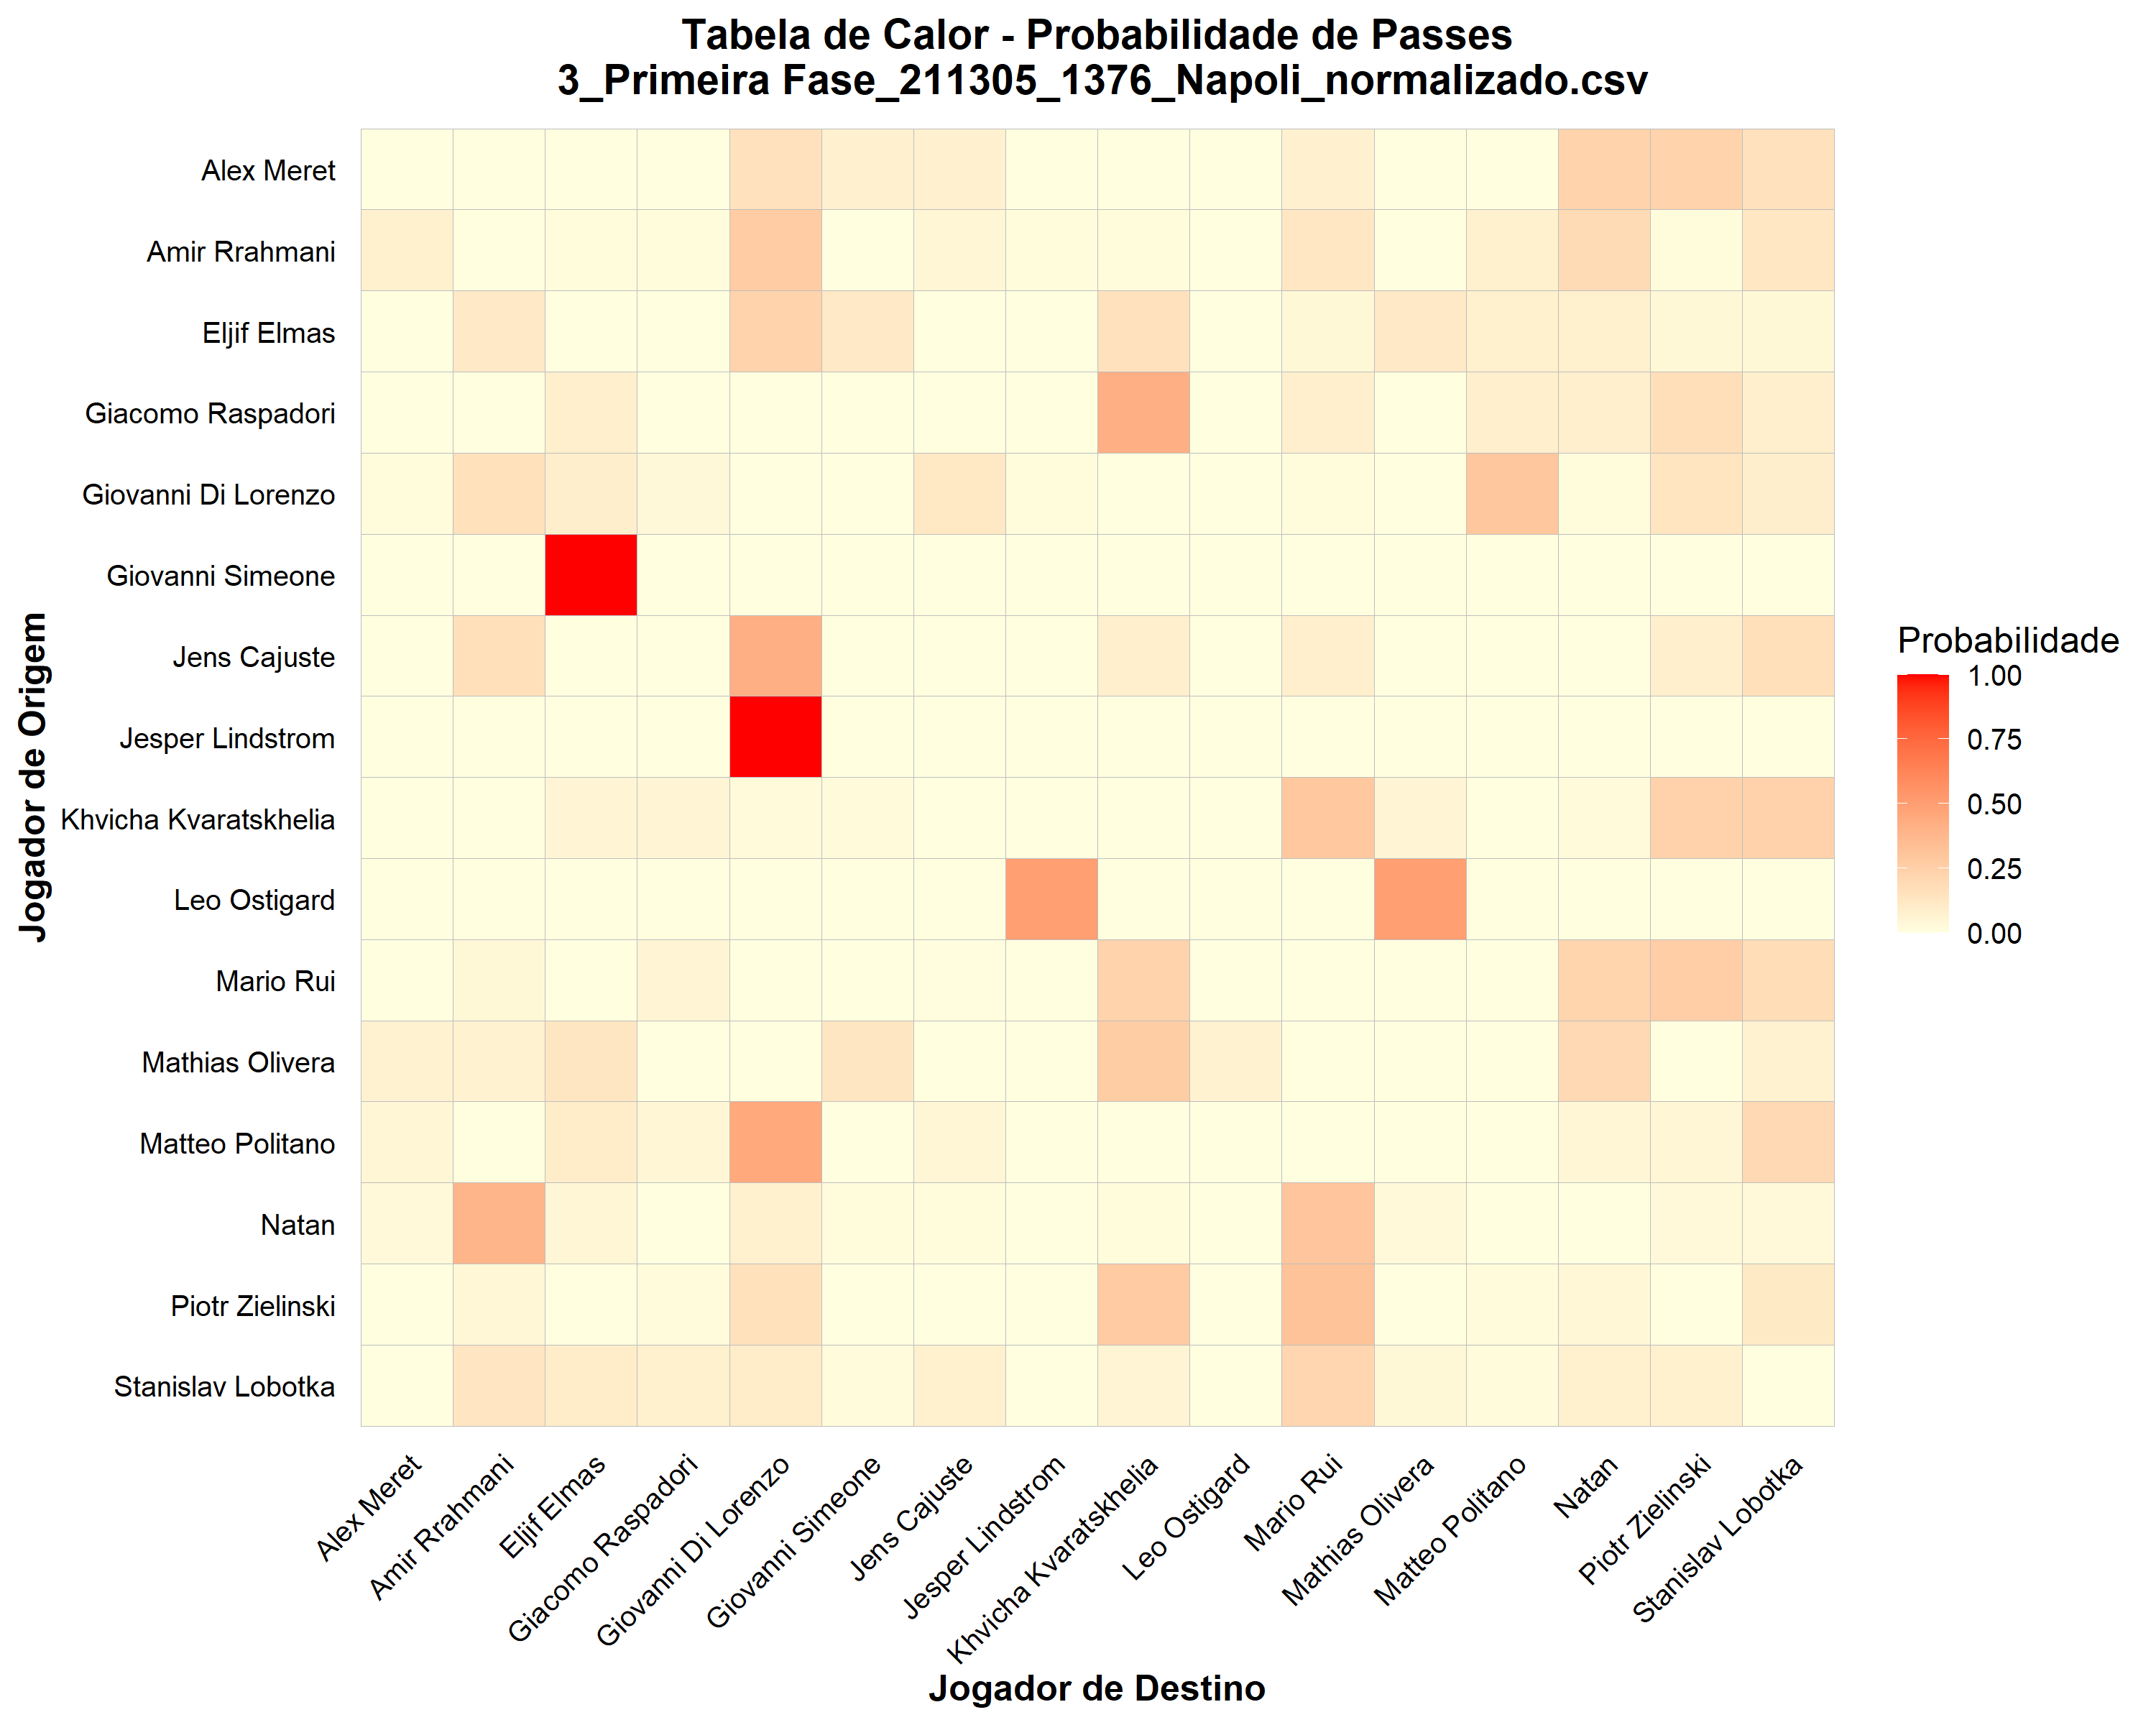 Tabela de Calor - Probabilidade de Passes
3_Primeira Fase_211305_1376_Napoli_normalizado.csv
Jogador de Origem
Alex Meret
Amir Rrahmani
Eljif Elmas
Giacomo Raspadori
Giovanni Di Lorenzo
Giovanni Simeone
Jens Cajuste
Jesper Lindstrom
Khvicha Kvaratskhelia
Leo Ostigard
Mario Rui
Mathias Olivera
Matteo Politano
Natan
Piotr Zielinski
Stanislav Lobotka
Alex Meret
Amir Rrahmani
Eljif Elmas
Giacomo Raspadori
Giovanni Di Lorenzo
Giovanni Simeone
Jens Cajuste
Jesper Lindstrom
Khvicha Kvaratskhelia
Leo Ostigard
Mario Rui
Mathias Olivera
Matteo Politano
Natan
Piotr Zielinski
Stanislav Lobotka
Jogador de Destino
Probabilidade
1.00
0.75
0.50
0.25
0.00